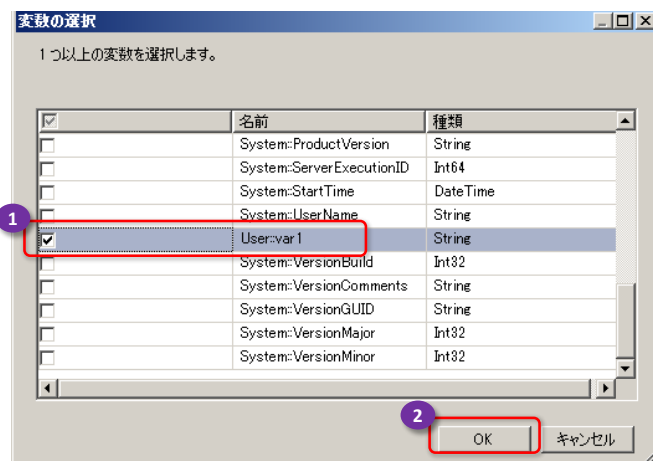 変数の選択
1 つ以上の変数を選択します。
名前 種類
System::ProductVersion String
System::ServerExecutionID Int64
System::StartTime DateTime
System::UserName String
1
User::var1 String
System::VersionBuild Int32
System::VersionComments String
System::VersionGUID String
System::VersionMajor Int32
System::VersionMinor Int32
2
OK キャンセル